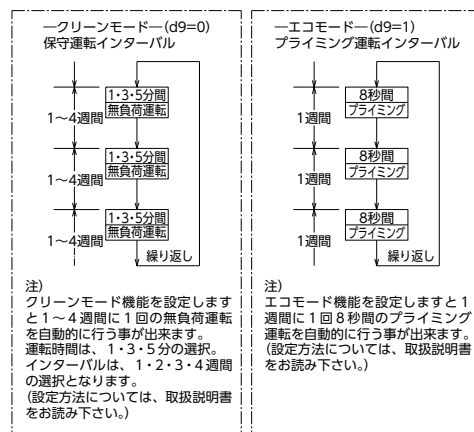 ―クリーンモード―(d9=0)
保守運転インターバル
1・3・5分間
無負荷運転
1～4週間
1・3・5分間
無負荷運転
1～4週間
1・3・5分間
無負荷運転
1～4週間
繰り返し
注)
クリーンモード機能を設定します
と１～４週間に１回の無負荷運転
を自動的に行う事が出来ます。
運転時間は、１・３・５分の選択。
インターバルは、１・２・３・４週間
の選択となります。
(設定方法については、取扱説明書
をお読み下さい。)
―エコモード―(d9=1)
プライミング運転インターバル
8秒間
プライミング
1週間
8秒間
プライミング
1週間
8秒間
プライミング
1週間
繰り返し
注)
エコモード機能を設定しますと１
週間に１回８秒間のプライミング
運転を自動的に行う事が出来ます。
(設定方法については、取扱説明書
をお読み下さい。)